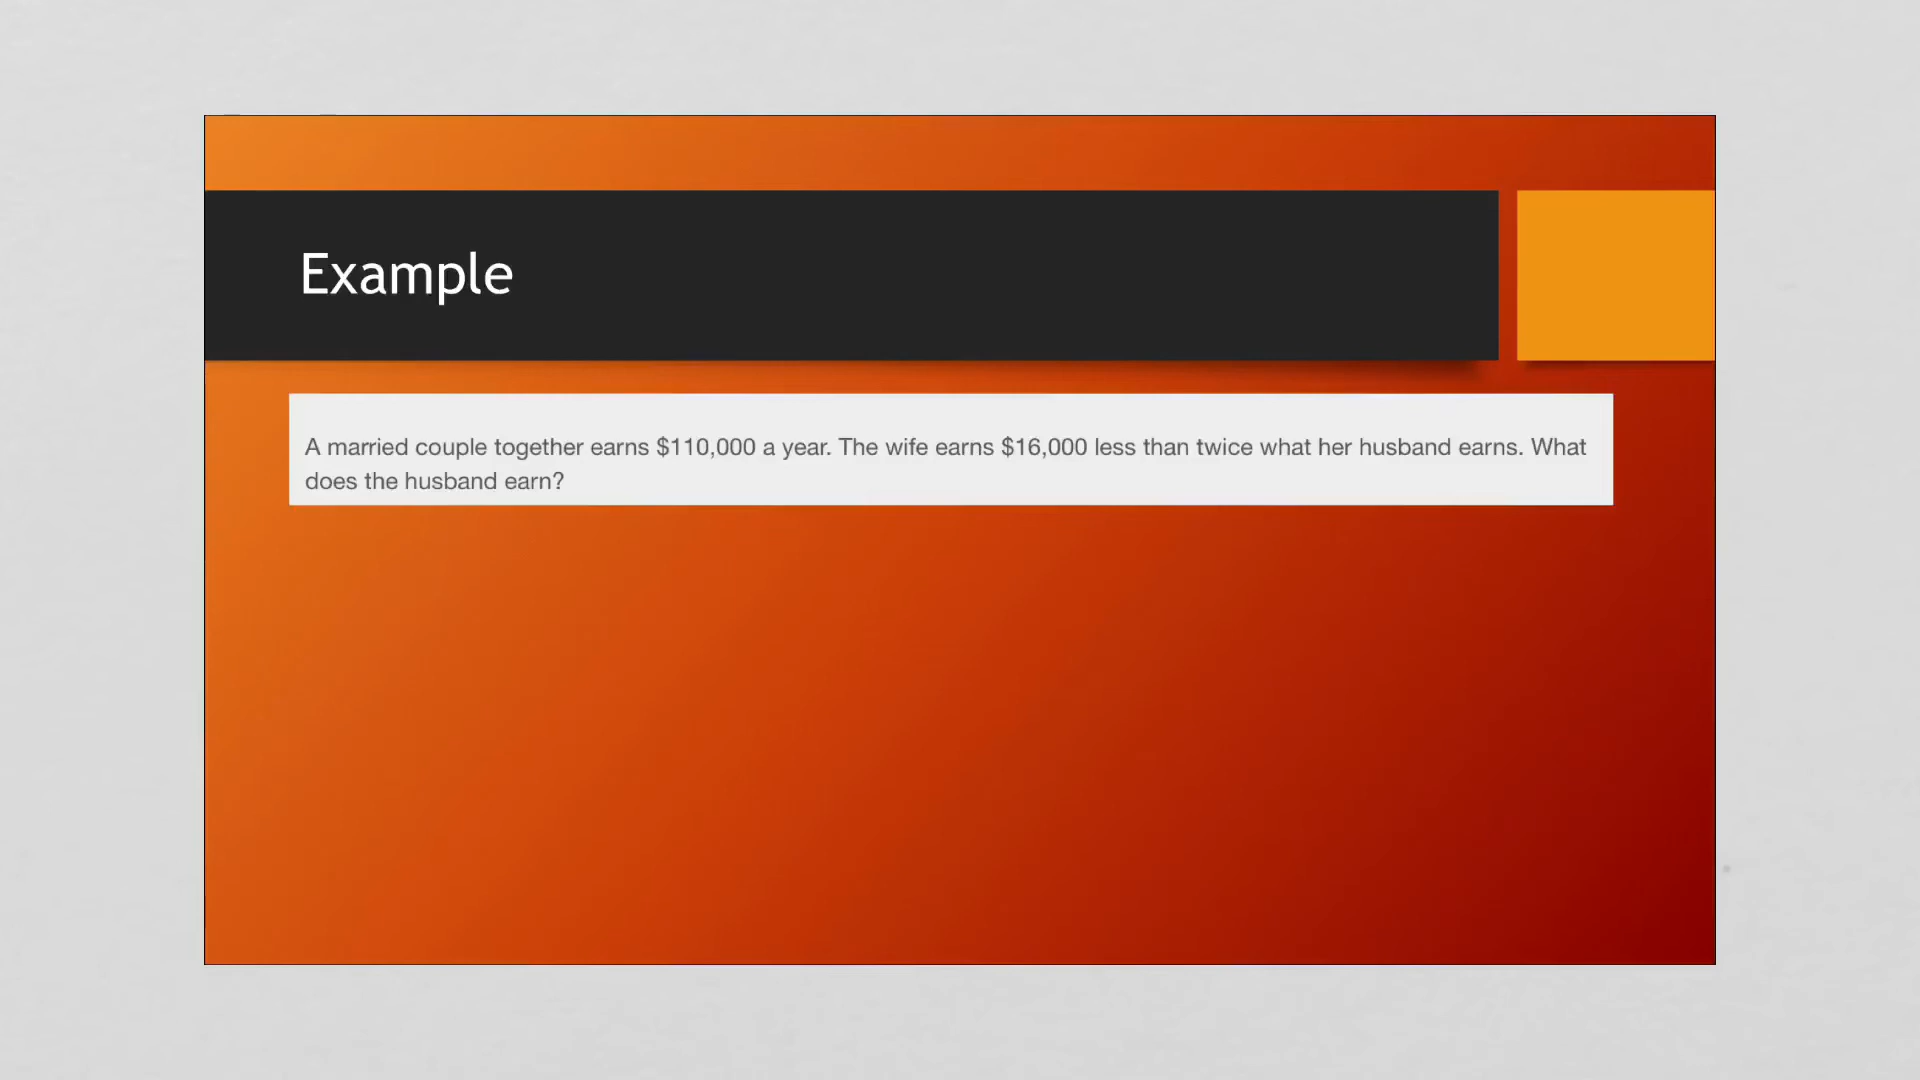 Example
A married couple together earns $110,000 a year. The wife earns $16,000 less than twice what her husband earns. What
does the husband earn?